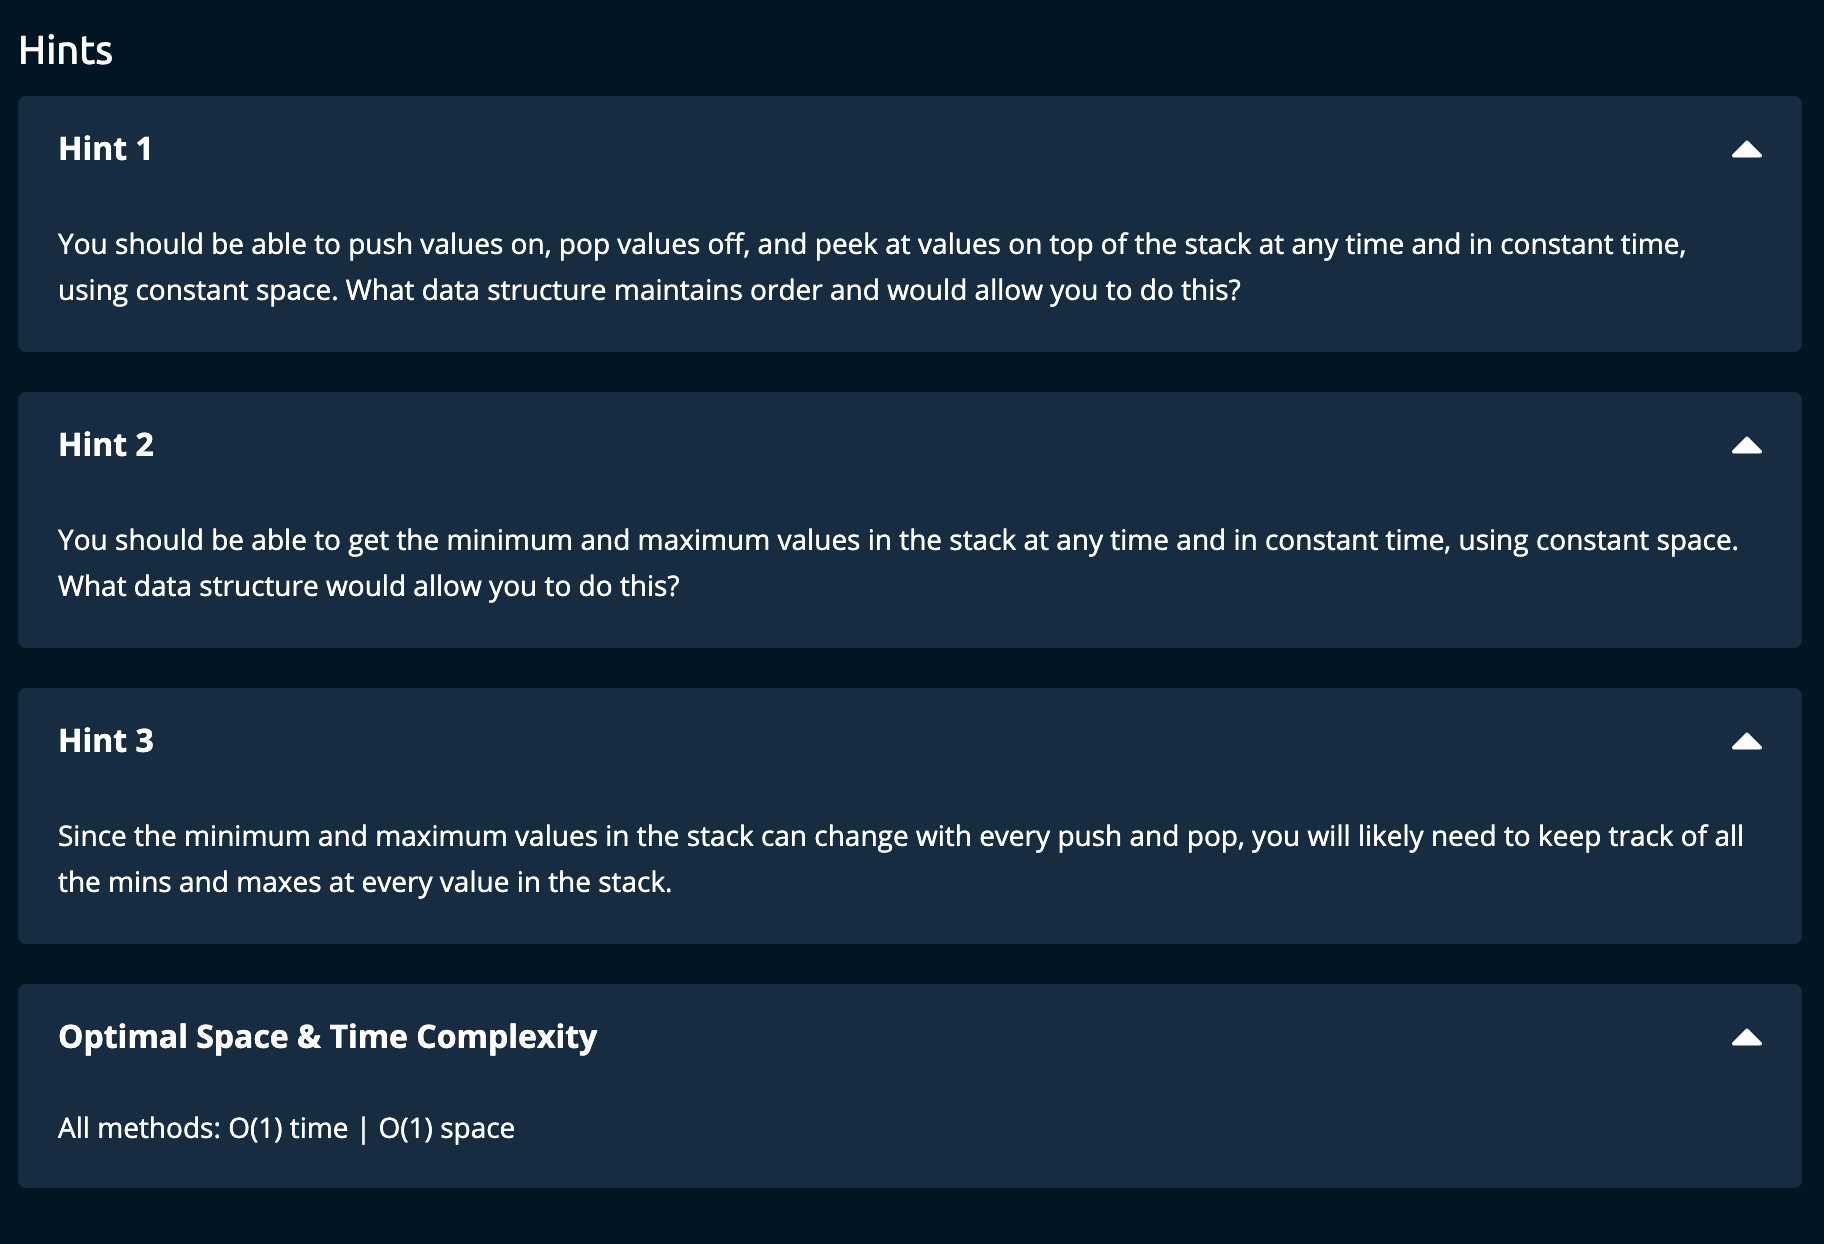 Hints
Hint 1
You should be able to push values on, pop values off, and peek at values on top of the stack at any time and in constant time,
using constant space. What data structure maintains order and would allow you to do this?
Hint 2
You should be able to get the minimum and maximum values in the stack at any time and in constant time, using constant space.
What data structure would allow you to do this?
Hint 3
Since the minimum and maximum values in the stack can change with every push and pop, you will likely need to keep track of all
the mins and maxes at every value in the stack.
Optimal Space & Time Complexity
All methods: O(1) time | O(1) space